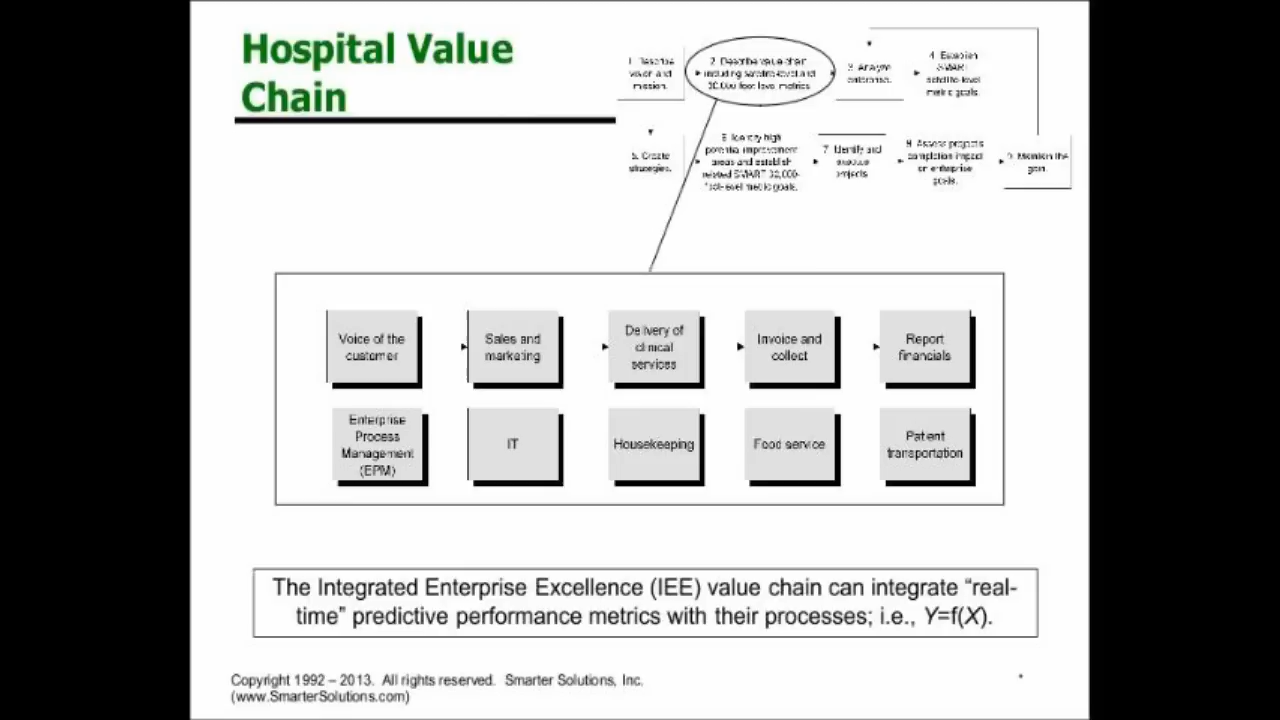 Hospital Value
Chain
1. Describe
vision and
mission.
2. Describe value chain
including satellite-level and
30,000-foot-level metrics
3. Analyze
enterprise.
4. Establish
SMART
satellite-level
metric goals.
5. Create
strategies.
6. Identify high
potential improvement
areas and establish
related SMART 30,000-
foot-level metric goals.
7. Identify and
execute
projects.
8. Assess projects
completion impact
on enterprise
goals.
9. Maintain the
gain.
Voice of the
customer
Sales and
marketing
Delivery of
clinical
services
Invoice and
collect
Report
financials
Enterprise
Process
Management
(EPM)
IT
Housekeeping
Food service
Patient
transportation
The Integrated Enterprise Excellence (IEE) value chain can integrate “real-
time” predictive performance metrics with their processes; i.e., Y=f(X).
Copyright 1992 – 2013. All rights reserved. Smarter Solutions, Inc.
(www.SmarterSolutions.com)